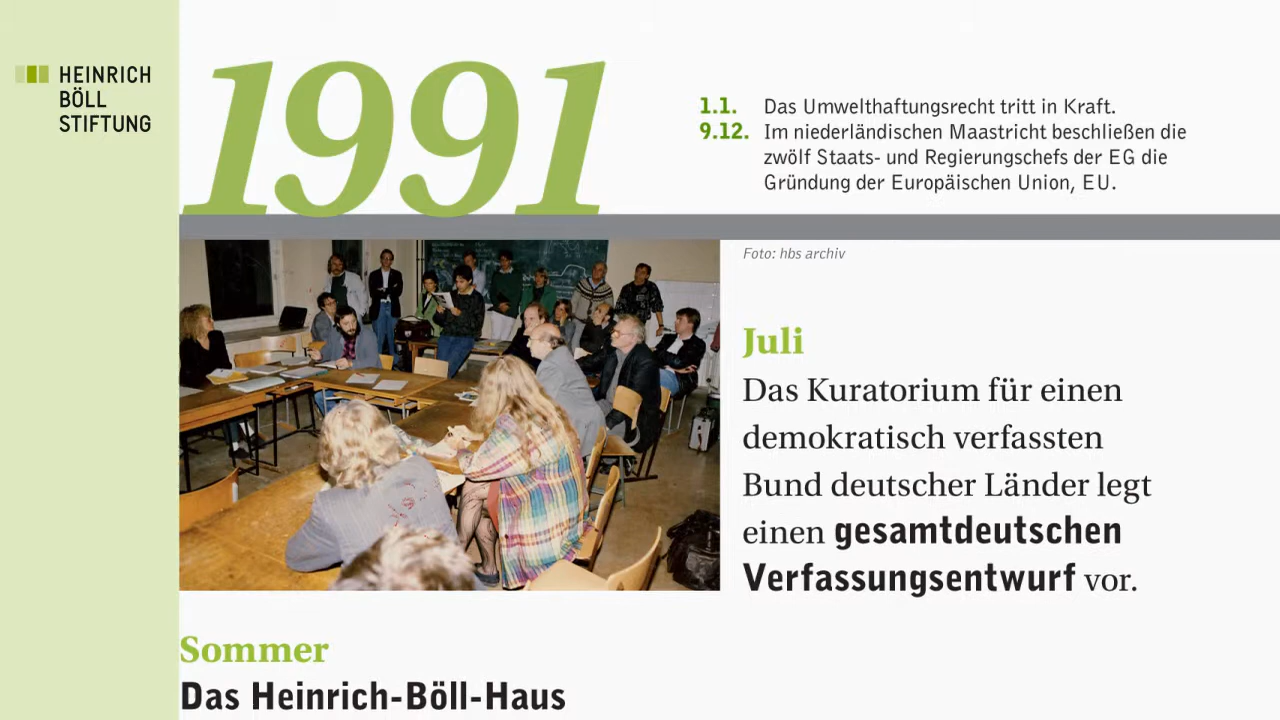 HEINRICH
BÖLL
STIFTUNG
1991
1.1. Das Umwelthaftungsrecht tritt in Kraft.
9.12. Im niederländischen Maastricht beschließen die
zwölf Staats- und Regierungschefs der EG die
Gründung der Europäischen Union, EU.
Foto: hbs archiv
Juli
Das Kuratorium für einen
demokratisch verfassten
Bund deutscher Länder legt
einen gesamtdeutschen
Verfassungsentwurf vor.
Sommer
Das Heinrich-Böll-Haus